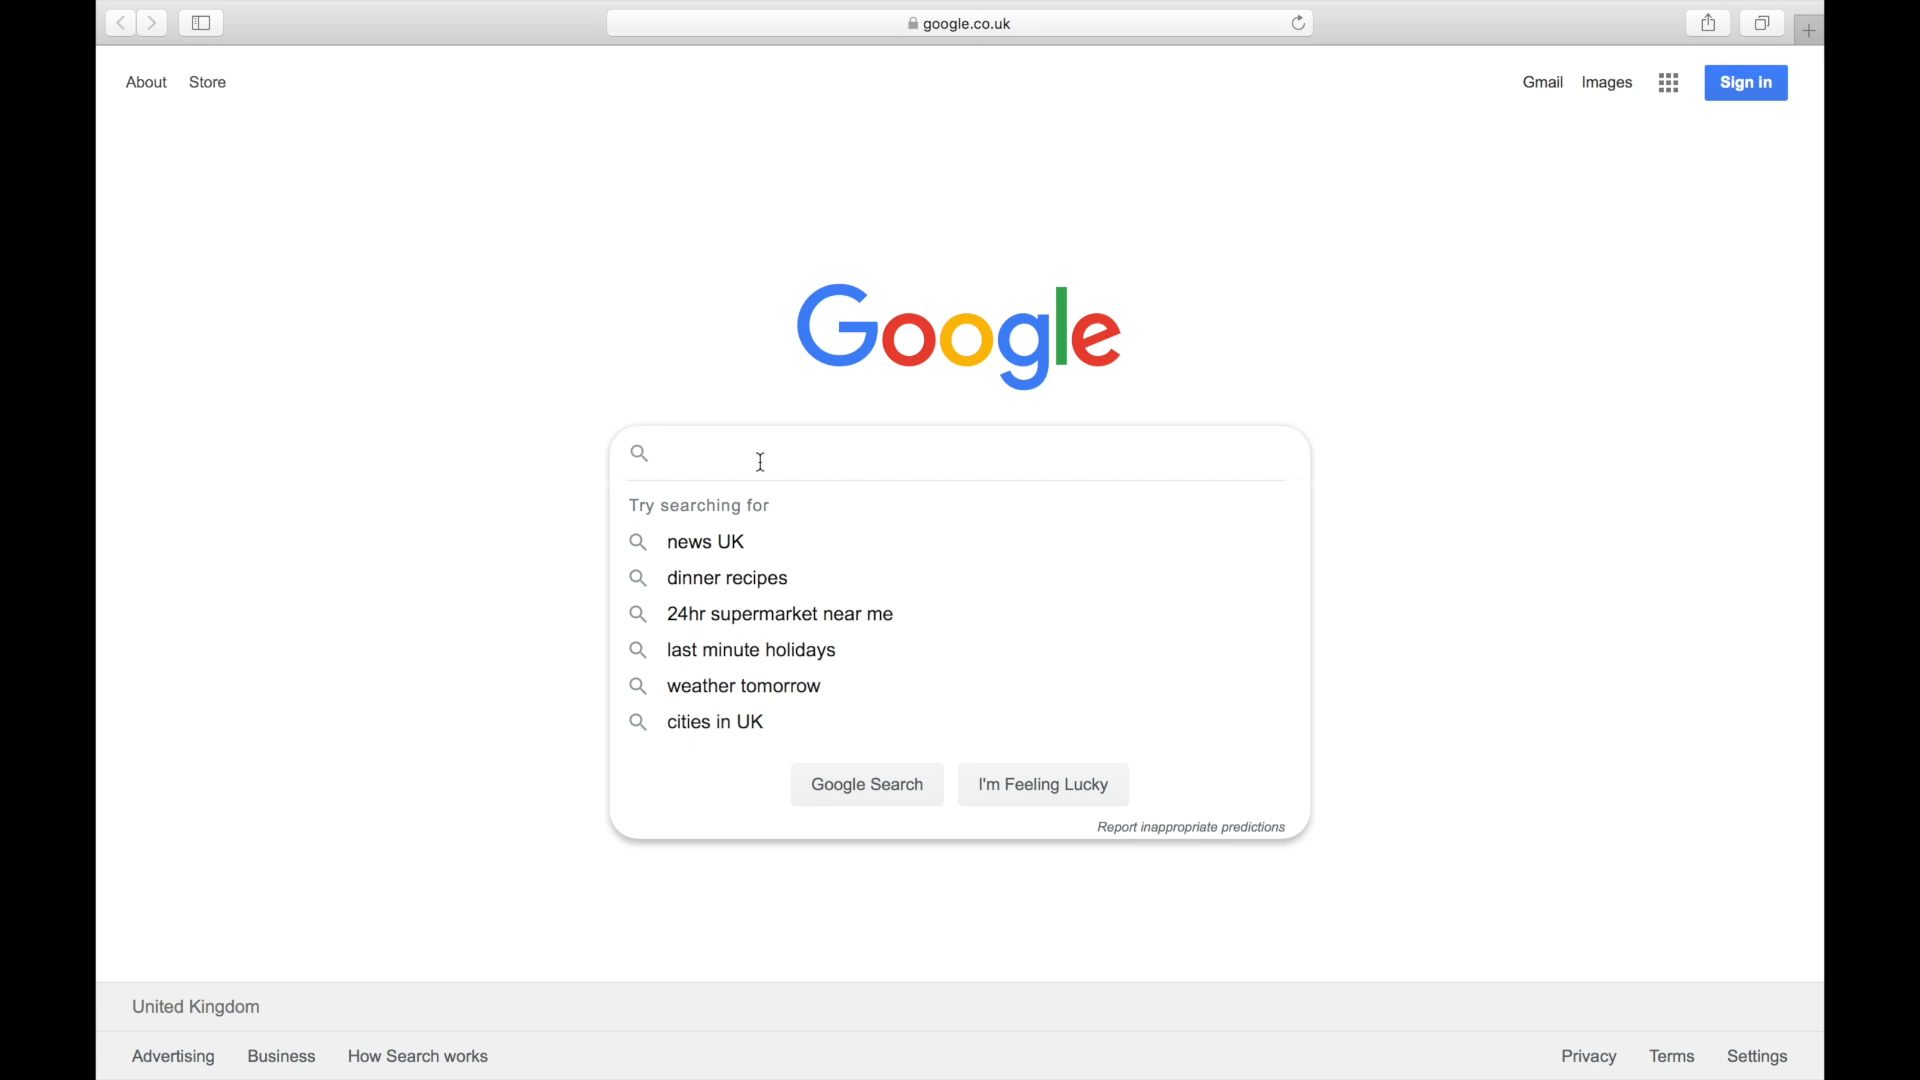 google.co.uk
About Store
Gmail Images Sign in
Google
Try searching for
news UK
dinner recipes
24hr supermarket near me
last minute holidays
weather tomorrow
cities in UK
Google Search I'm Feeling Lucky
Report inappropriate predictions
United Kingdom
Advertising Business How Search works
Privacy Terms Settings